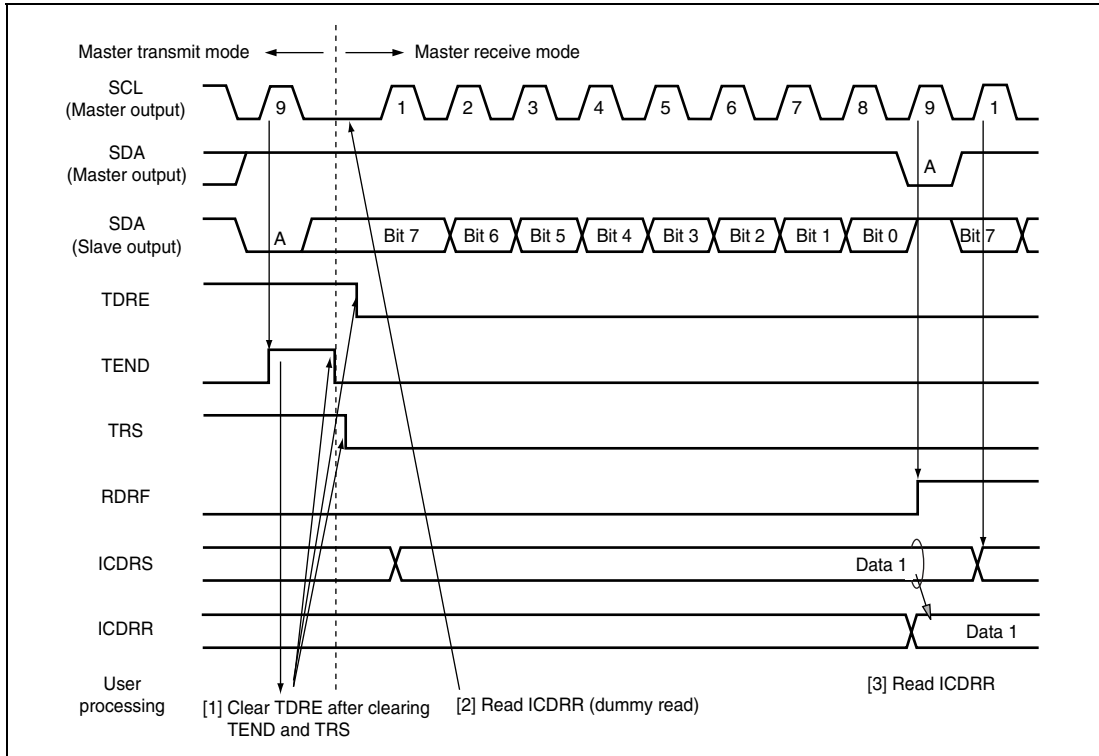 Master transmit mode
Master receive mode
SCL
(Master output)
9
1
2
3
4
5
6
7
8
9
1
SDA
(Master output)
A
SDA
(Slave output)
A
Bit 7
Bit 6
Bit 5
Bit 4
Bit 3
Bit 2
Bit 1
Bit 0
Bit 7
TDRE
TEND
TRS
RDRF
ICDRS
Data 1
ICDRR
Data 1
User
processing
[1] Clear TDRE after clearing
TEND and TRS
[2] Read ICDRR (dummy read)
[3] Read ICDRR